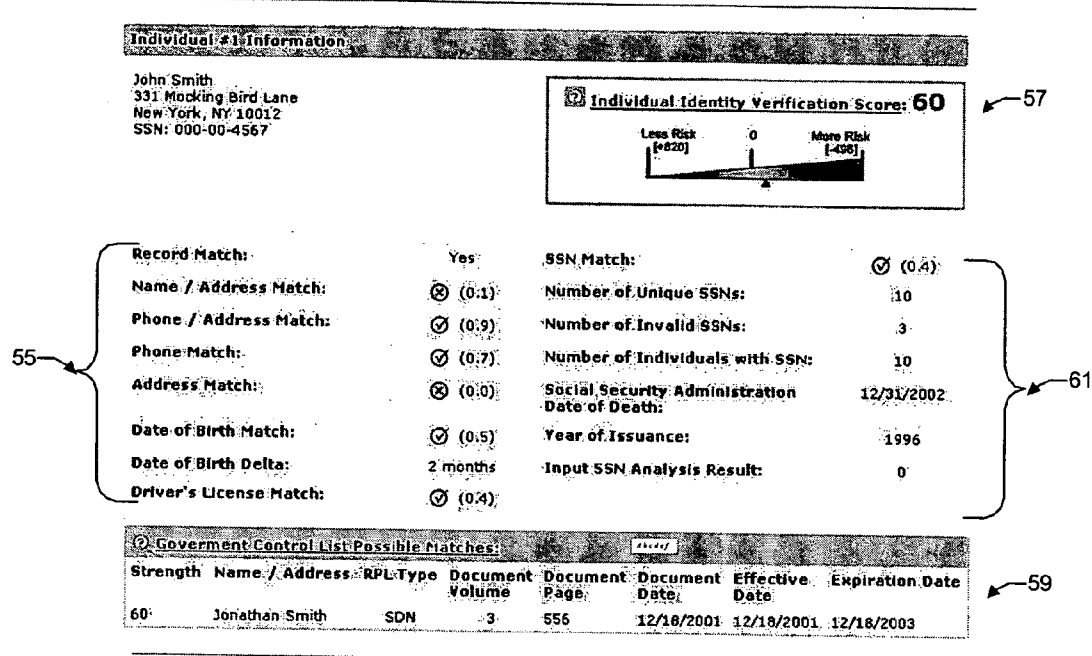 Individual #1 Information
John Smith
331 Mocking Bird Lane
New York, NY 10012
SSN: 000-00-4567
Individual Identity Verification Score: 60
57
Less Risk 0 More Risk
[+820] [-496]
Record Match: Yes
Name / Address Match: (0.1)
Phone / Address Match: (0.9)
Phone Match: (0.7)
Address Match: (0.0)
Date of Birth Match: (0.5)
Date of Birth Delta: 2 months
Driver's License Match: (0.4)
55
SSN Match: (0.4)
Number of Unique SSNs: 10
Number of Invalid SSNs: 3
Number of Individuals with SSN: 10
Social Security Administration
Date of Death: 12/31/2002
Year of Issuance: 1996
Input SSN Analysis Result: 0
61
Goverment Control List Possible Matches:
Strength Name / Address RPL Type Document Volume Document Page Document Date Effective Date Expiration Date
60 Jonathan Smith SDN 3 556 12/18/2001 12/18/2001 12/18/2003
59